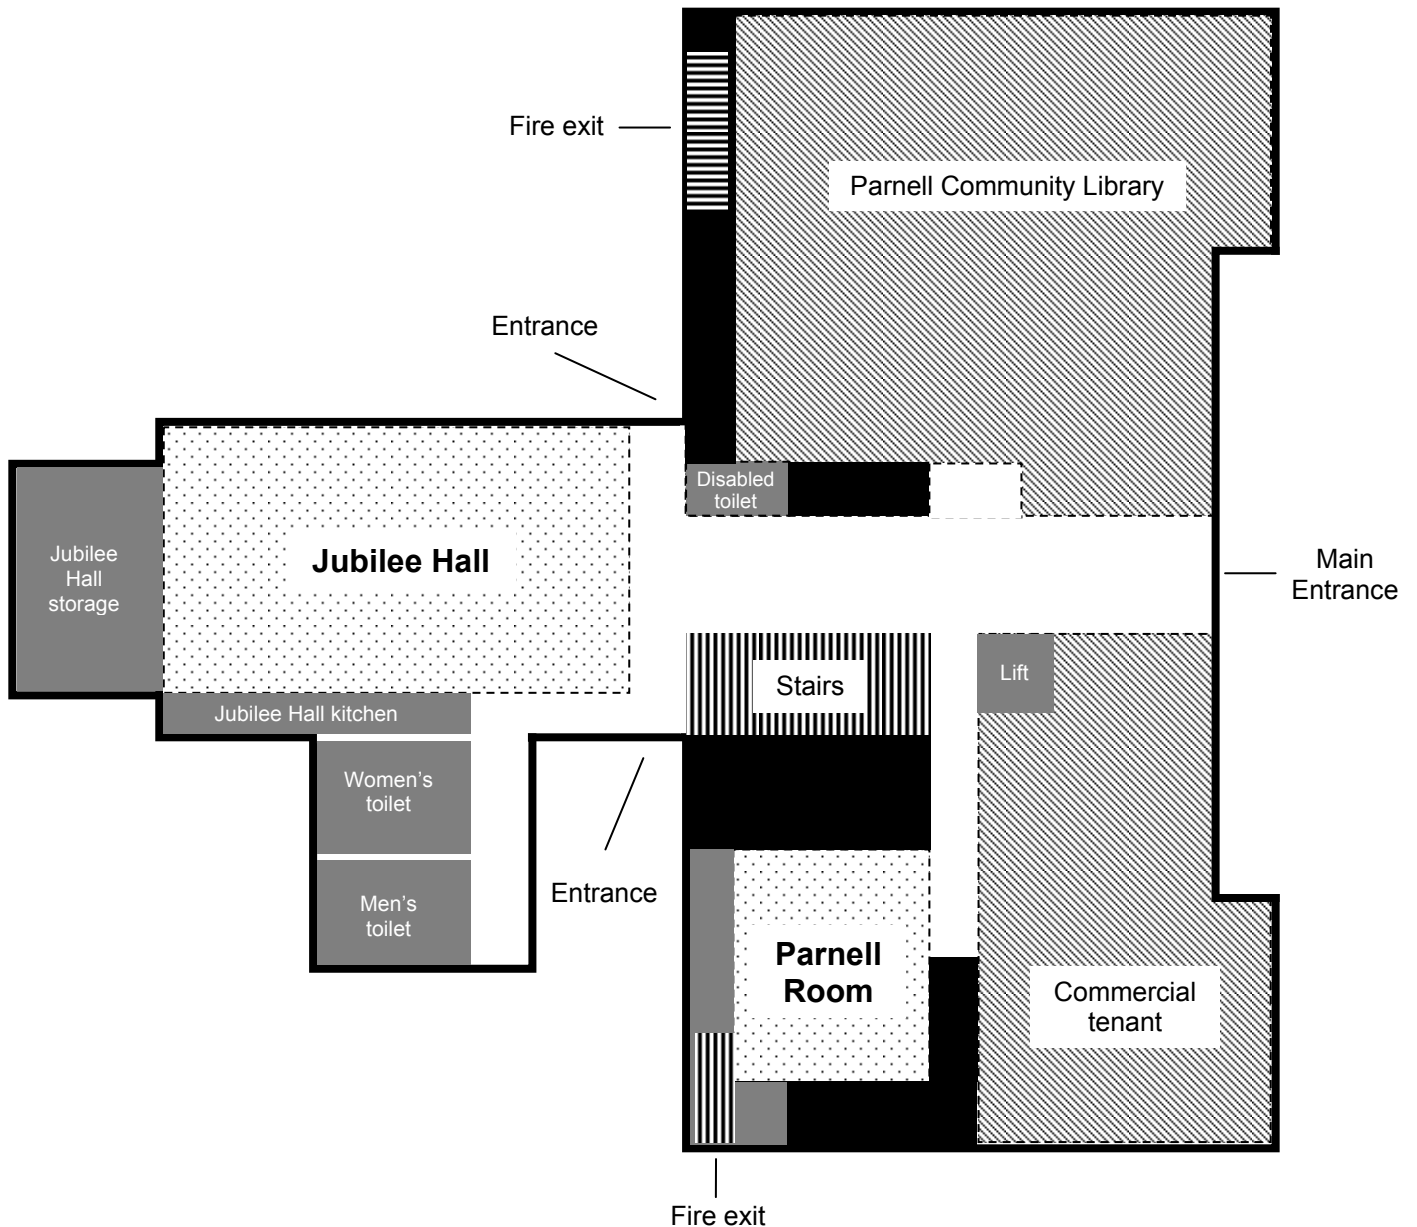 Fire exit
Parnell Community Library
Entrance
Disabled
toilet
Jubilee
Hall
storage
Jubilee Hall
Main
Entrance
Stairs
Lift
Jubilee Hall kitchen
Women’s
toilet
Men’s
toilet
Entrance
Parnell
Room
Commercial
tenant
Fire exit